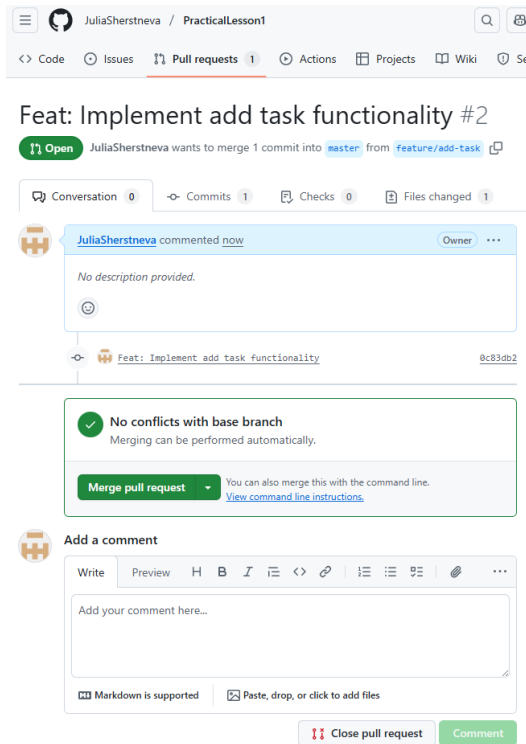 JuliaSherstneva / PracticalLesson1
Code Issues Pull requests 1 Actions Projects Wiki Se
Feat: Implement add task functionality #2
Open JuliaSherstneva wants to merge 1 commit into master from feature/add-task
Conversation 0 Commits 1 Checks 0 Files changed 1
JuliaSherstneva commented now Owner
No description provided.
Feat: Implement add task functionality 0c83db2
No conflicts with base branch
Merging can be performed automatically.
Merge pull request You can also merge this with the command line.
View command line instructions.
Add a comment
Write Preview H B I
Add your comment here...
Markdown is supported Paste, drop, or click to add files
Close pull request Comment